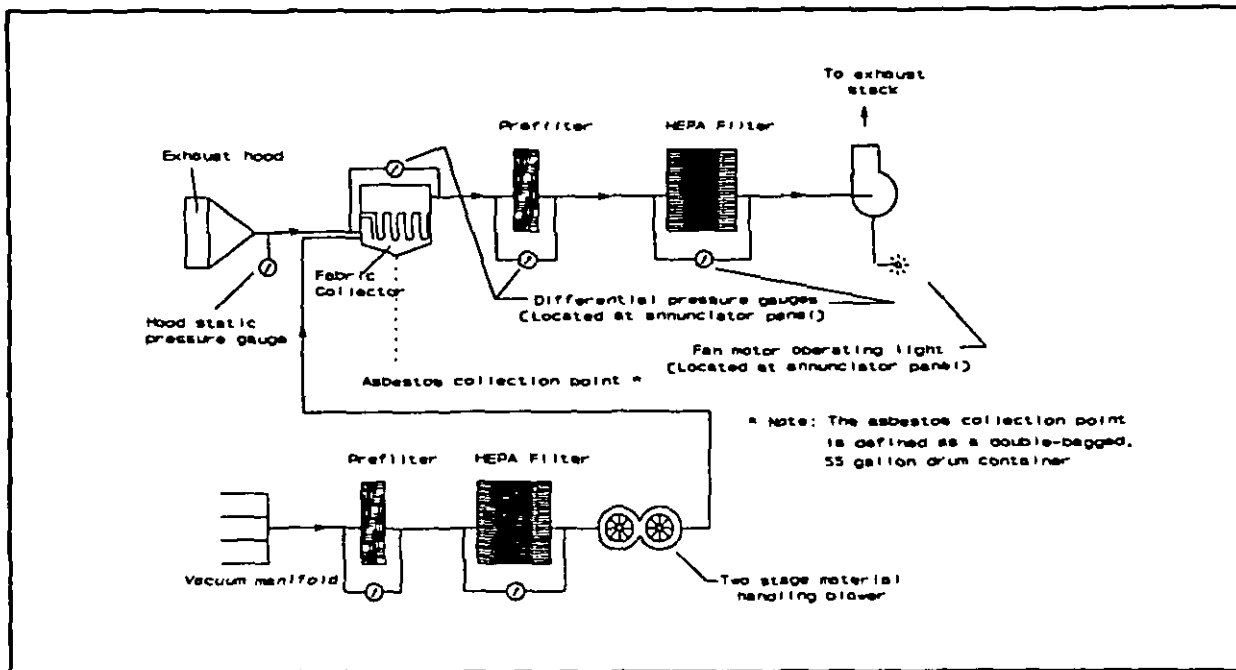 To exhaust
stack
Prefilter
HEPA Filter
Exhaust hood
Fabric
Collector
Hood static
pressure gauge
Differential pressure gauges
(Located at annunciator panel)
Fan motor operating light
(Located at annunciator panel)
Asbestos collection point *
* Note: The asbestos collection point
is defined as a double-bagged,
55 gallon drum container
Prefilter
HEPA Filter
Vacuum manifold
Two stage material
handling blower